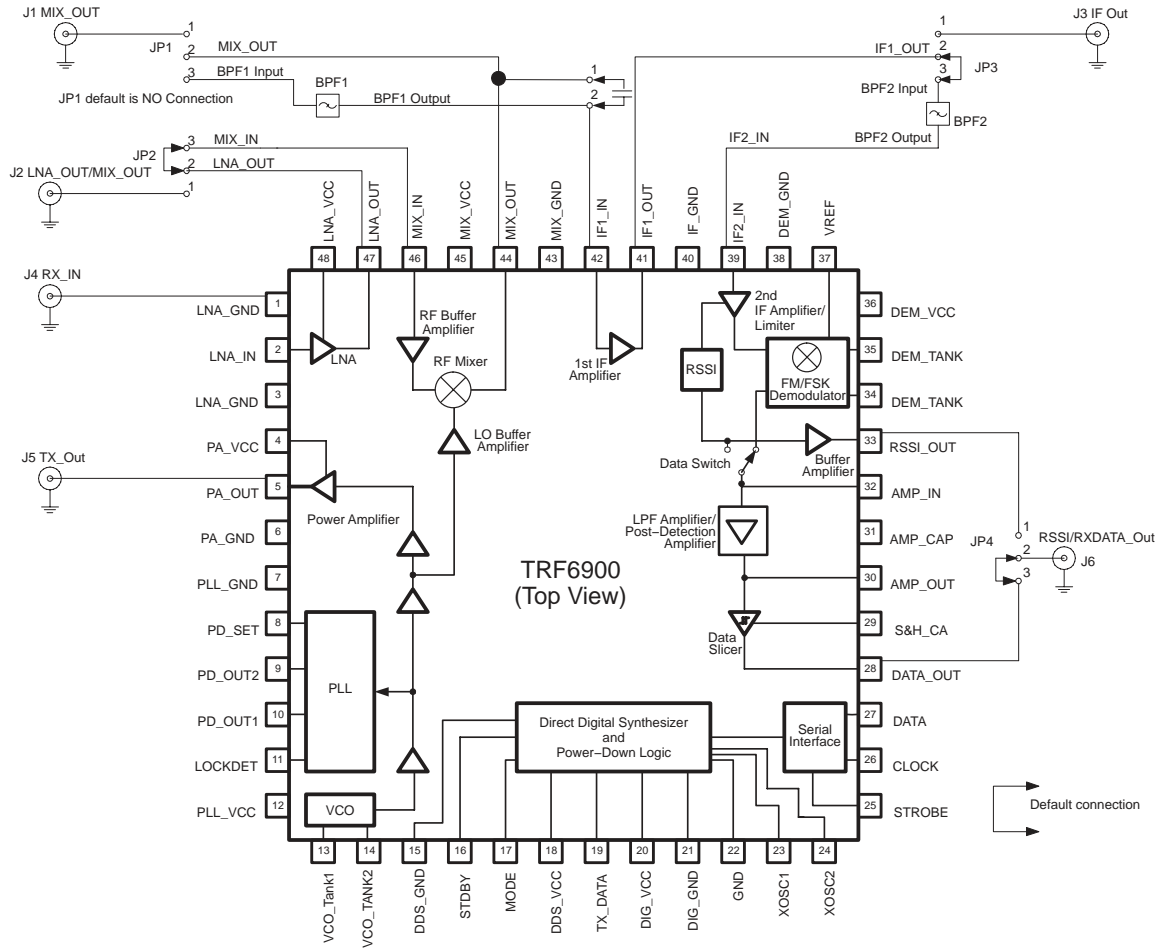 J1 MIX_OUT
J3 IF Out
1
JP1
2
MIX_OUT
3
BPF1 Input
BPF1
JP1 default is NO Connection
BPF1 Output
1
2
1
IF1_OUT
2
3
JP3
BPF2 Input
BPF2
BPF2 Output
IF2_IN
JP2
3
MIX_IN
2
LNA_OUT
J2 LNA_OUT/MIX_OUT
1
LNA_VCC
LNA_OUT
MIX_IN
MIX_VCC
MIX_OUT
MIX_GND
IF1_IN
IF1_OUT
IF_GND
IF2_IN
DEM_GND
VREF
48
47
46
45
44
43
42
41
40
39
38
37
J4 RX_IN
1
LNA_GND
2
LNA_IN
3
LNA_GND
4
PA_VCC
J5 TX_Out
5
PA_OUT
6
PA_GND
7
PLL_GND
8
PD_SET
9
PD_OUT2
10
PD_OUT1
11
LOCKDET
12
PLL_VCC
LNA
RF Buffer
Amplifier
RF Mixer
LO Buffer
Amplifier
Power Amplifier
1st IF
Amplifier
2nd
IF Amplifier/
Limiter
RSSI
FM/FSK
Demodulator
Data Switch
Buffer
Amplifier
LPF Amplifier/
Post−Detection
Amplifier
Data
Slicer
TRF6900
(Top View)
PLL
VCO
Direct Digital Synthesizer
and
Power−Down Logic
Serial
Interface
36
DEM_VCC
35
DEM_TANK
34
DEM_TANK
33
RSSI_OUT
32
AMP_IN
31
AMP_CAP
30
AMP_OUT
29
S&H_CA
28
DATA_OUT
27
DATA
26
CLOCK
25
STROBE
1
JP4
2
3
RSSI/RXDATA_Out
J6
Default connection
13
14
15
16
17
18
19
20
21
22
23
24
VCO_Tank1
VCO_TANK2
DDS_GND
STDBY
MODE
DDS_VCC
TX_DATA
DIG_VCC
DIG_GND
GND
XOSC1
XOSC2